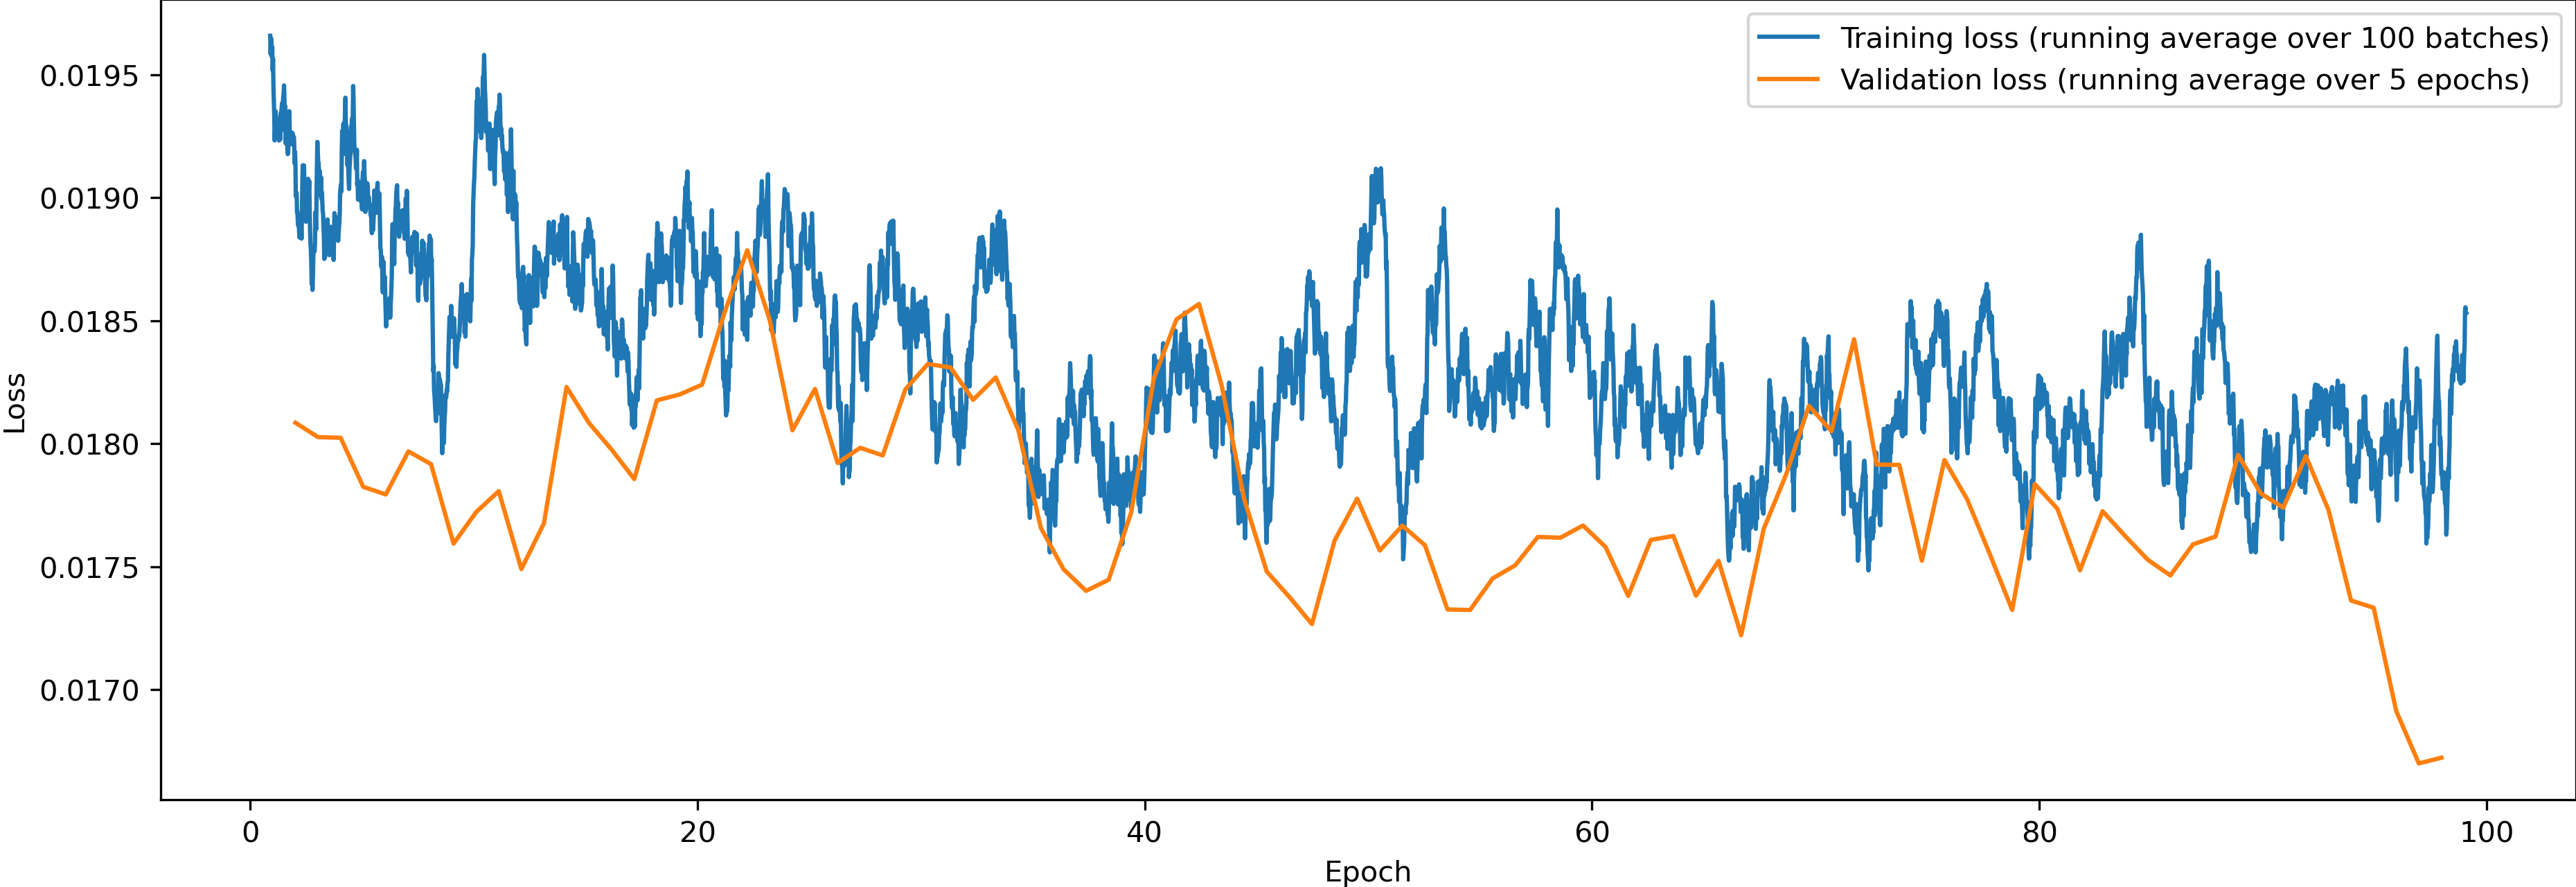 Training loss (running average over 100 batches)
Validation loss (running average over 5 epochs)
0.0195
0.0190
0.0185
0.0180
0.0175
0.0170
Loss
0 20 40 60 80 100
Epoch